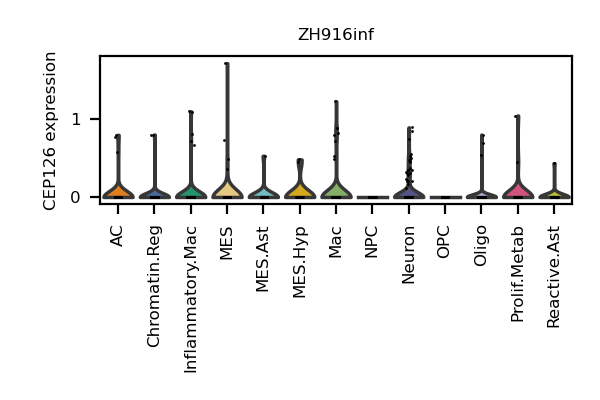 ZH916inf
CEP126 expression
1
0
AC
Chromatin.Reg
Inflammatory.Mac
MES
MES.Ast
MES.Hyp
Mac
NPC
Neuron
OPC
Oligo
Prolif.Metab
Reactive.Ast